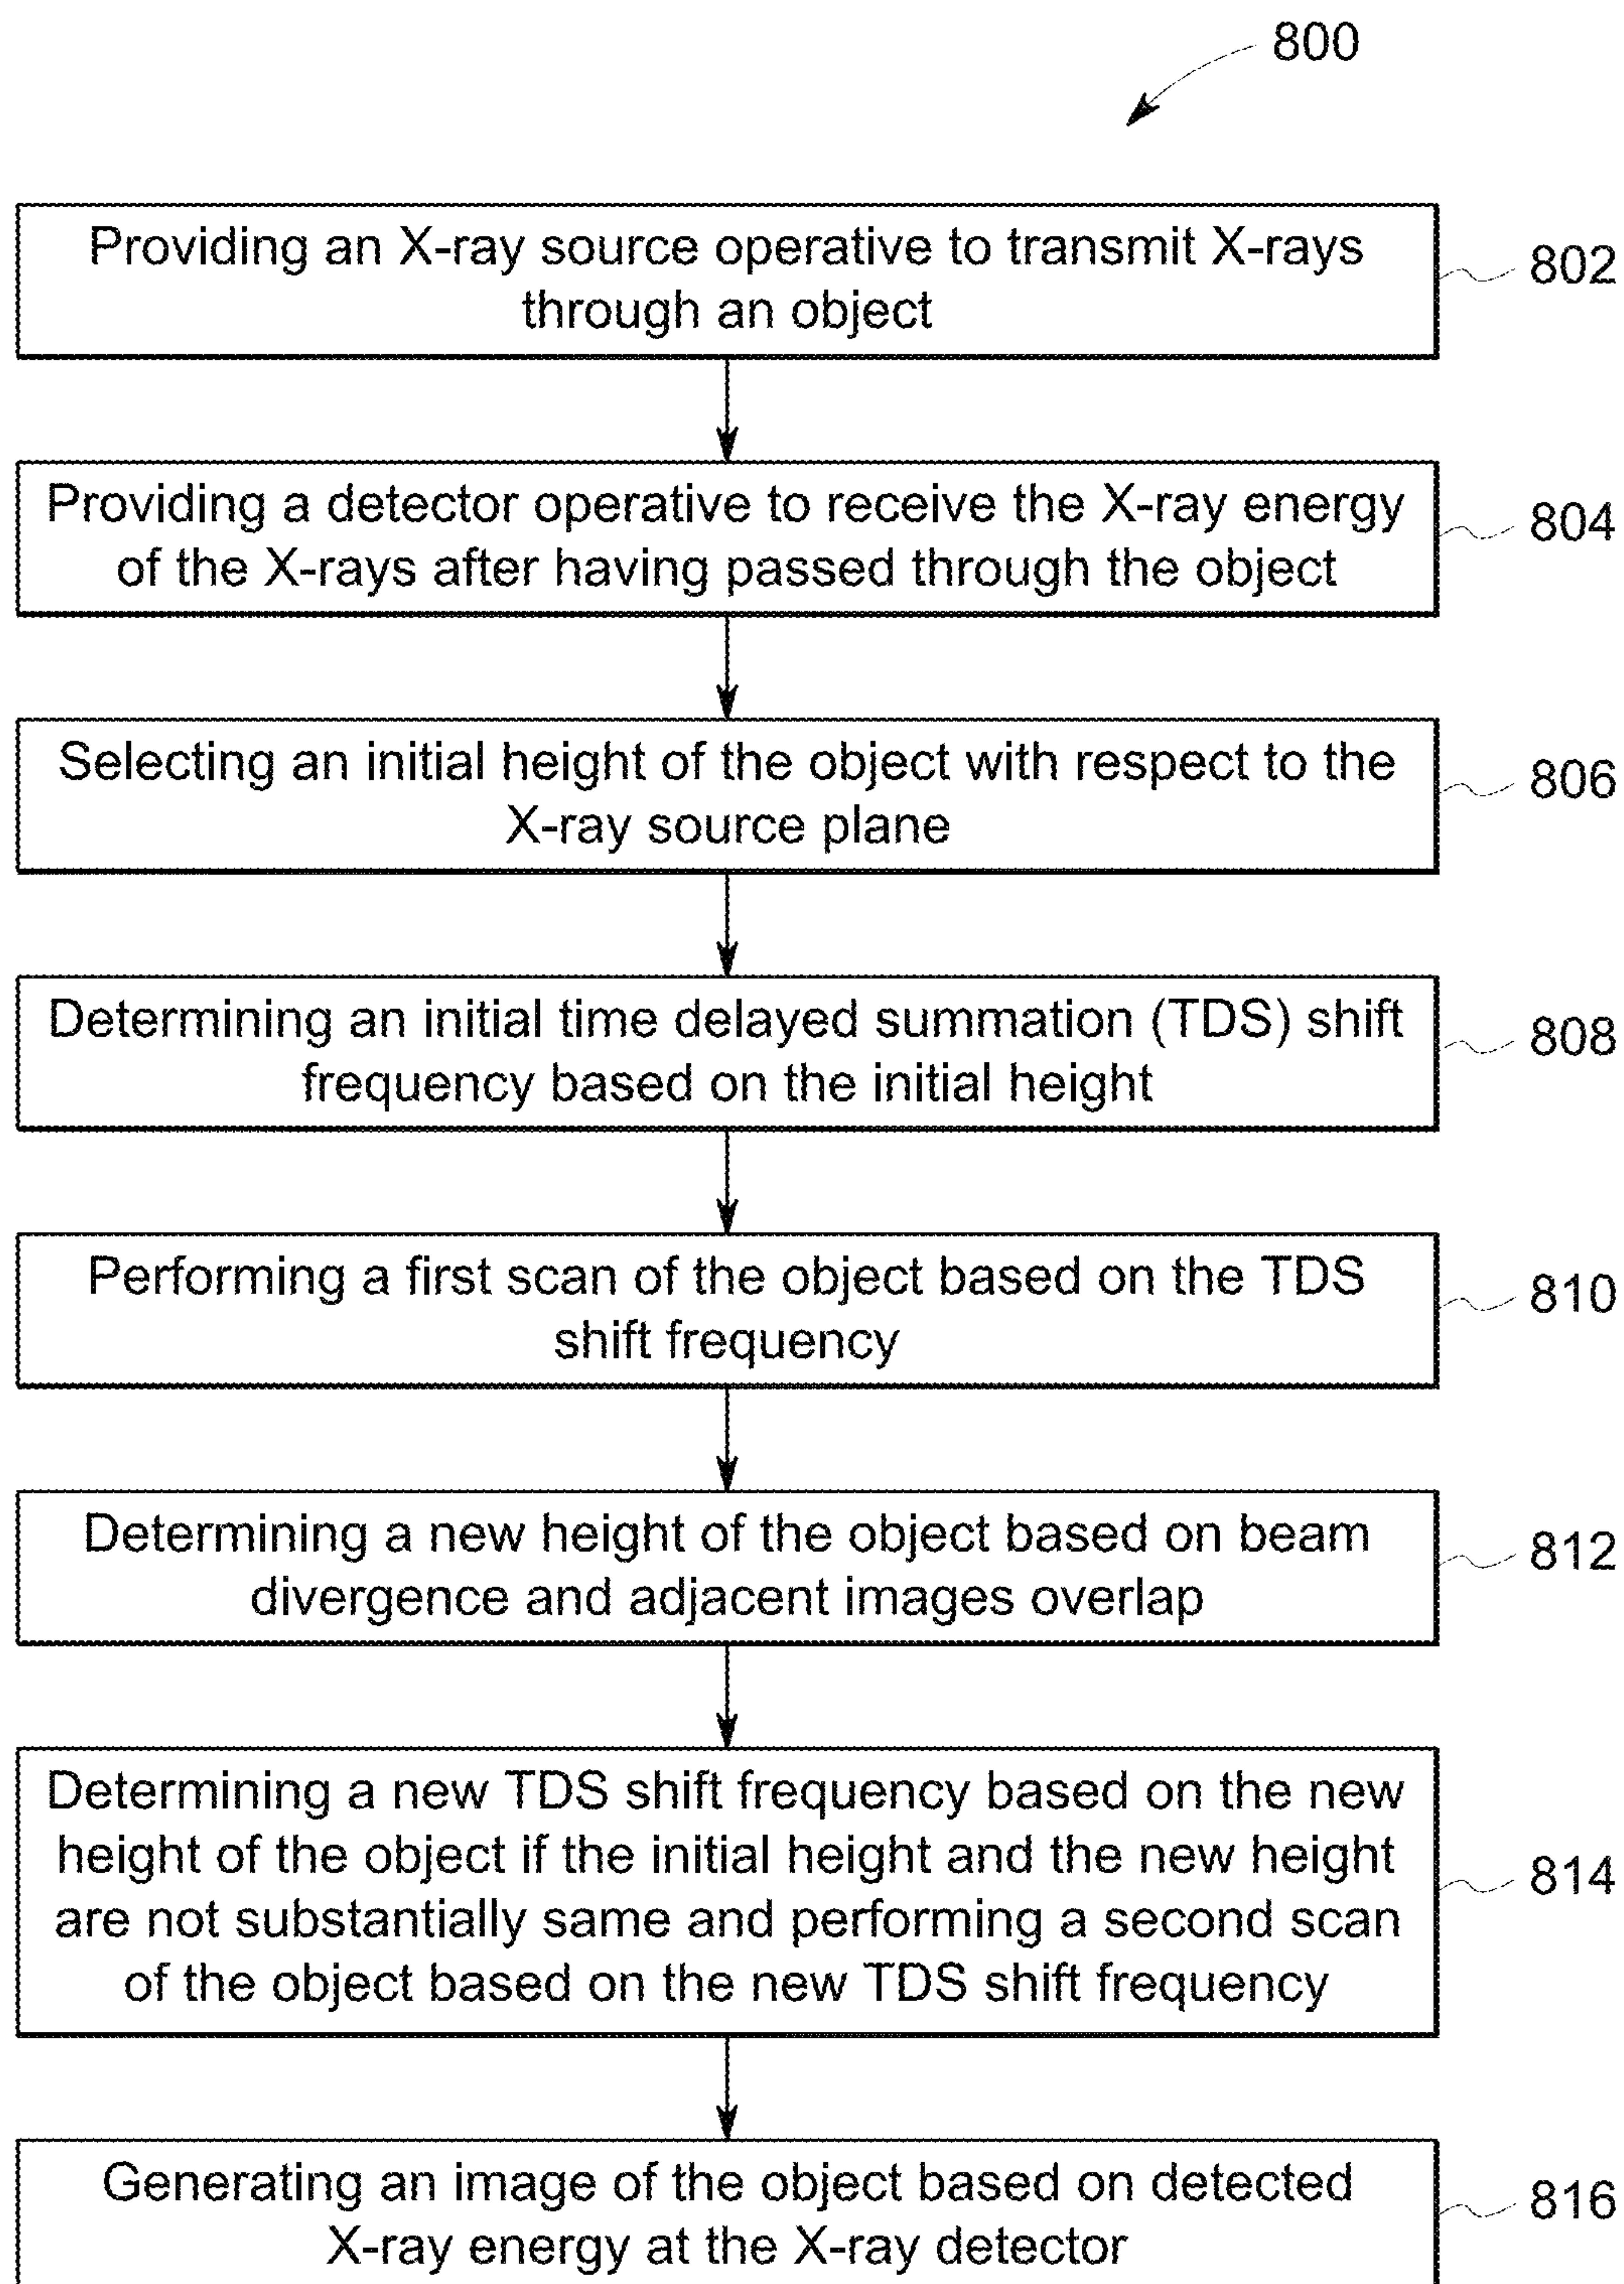 800
Providing an X-ray source operative to transmit X-rays
through an object
802
Providing a detector operative to receive the X-ray energy
of the X-rays after having passed through the object
804
Selecting an initial height of the object with respect to the
X-ray source plane
806
Determining an initial time delayed summation (TDS) shift
frequency based on the initial height
808
Performing a first scan of the object based on the TDS
shift frequency
810
Determining a new height of the object based on beam
divergence and adjacent images overlap
812
Determining a new TDS shift frequency based on the new
height of the object if the initial height and the new height
are not substantially same and performing a second scan
of the object based on the new TDS shift frequency
814
Generating an image of the object based on detected
X-ray energy at the X-ray detector
816